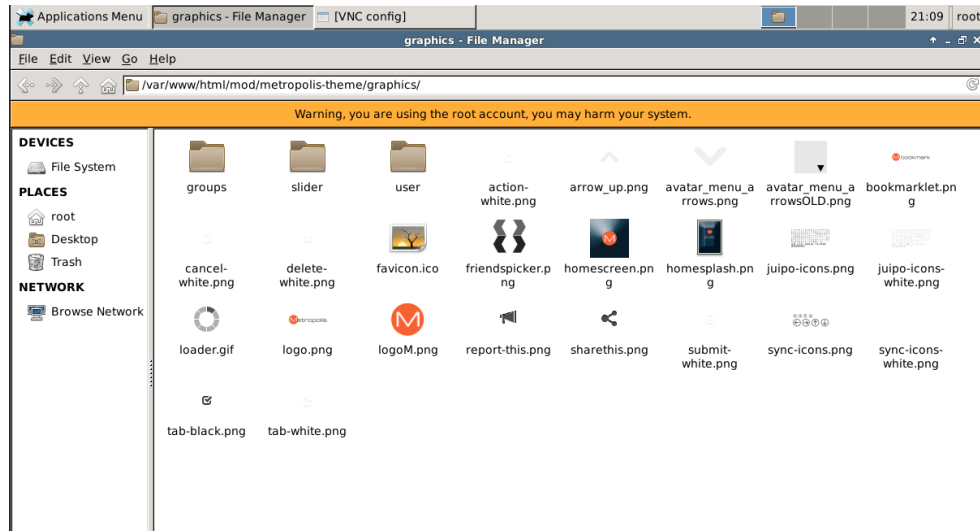 Applications Menu graphics - File Manager [VNC config] 21:09 root
graphics - File Manager
File Edit View Go Help
/var/www/html/mod/metropolis-theme/graphics/
Warning, you are using the root account, you may harm your system.
DEVICES
File System
PLACES
root
Desktop
Trash
NETWORK
Browse Network
groups
slider
user
action-
white.png
arrow_up.png
avatar_menu_a
rrows.png
avatar_menu_a
rrowsOLD.png
bookmark
bookmarklet.pn
g
cancel-
white.png
delete-
white.png
favicon.ico
friendspicker.p
ng
M
homescreen.pn
g
homesplash.pn
g
juipo-icons.png
juipo-icons-
white.png
loader.gif
Metropolis
logo.png
M
logoM.png
report-this.png
sharethis.png
submit-
white.png
sync-icons.png
sync-icons-
white.png
tab-black.png
tab-white.png